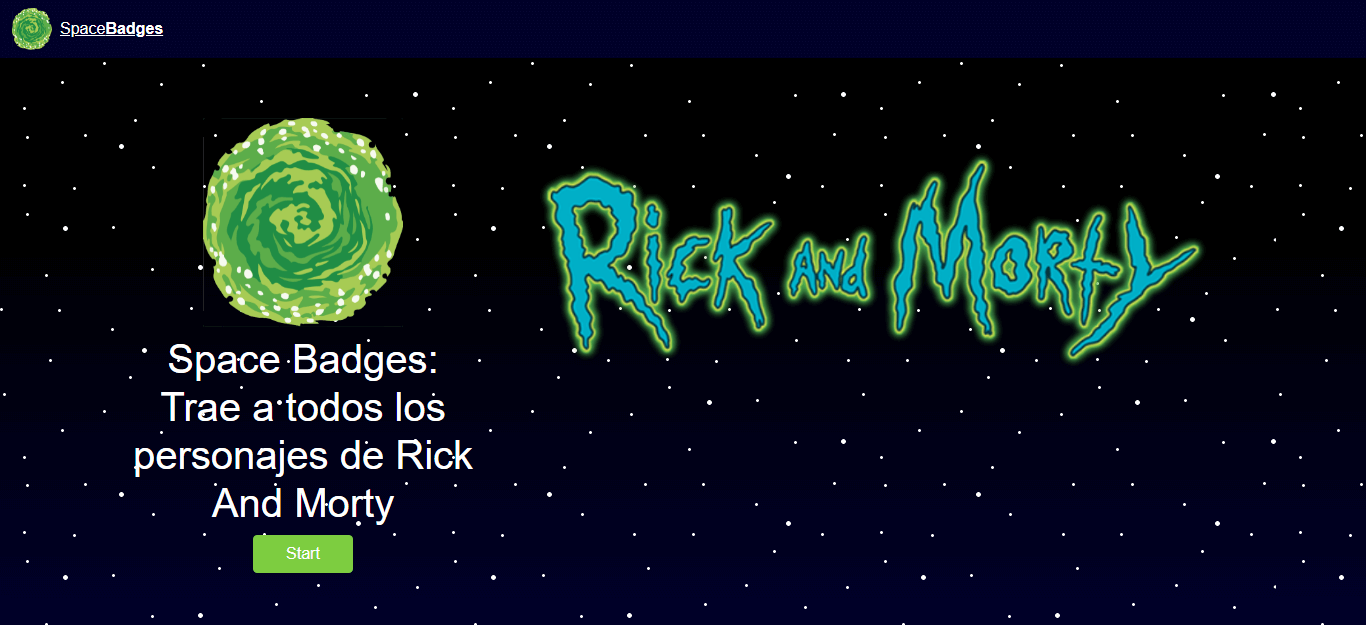 SpaceBadges
Rick and Morty
Space Badges:
Trae a todos los
personajes de Rick
And Morty
Start